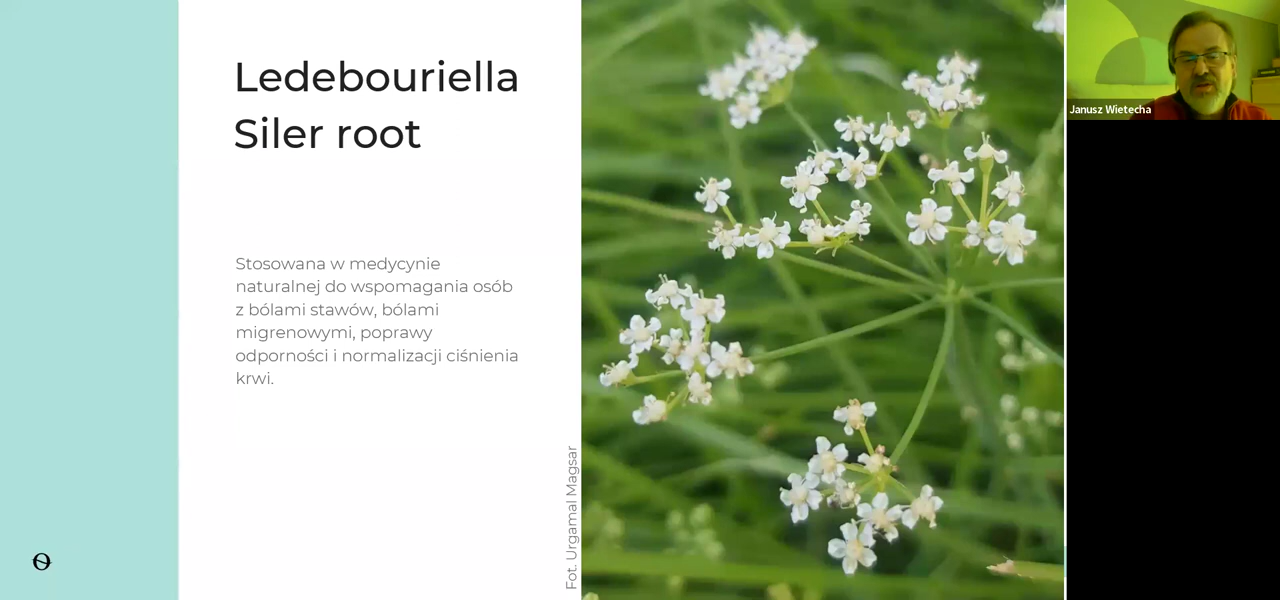 Ledebouriella
Siler root
Stosowana w medycynie
naturalnej do wspomagania osób
z bólami stawów, bólami
migrenowymi, poprawy
odporności i normalizacji ciśnienia
krwi.
Fot. Urgamal Magsar
Janusz Wietecha